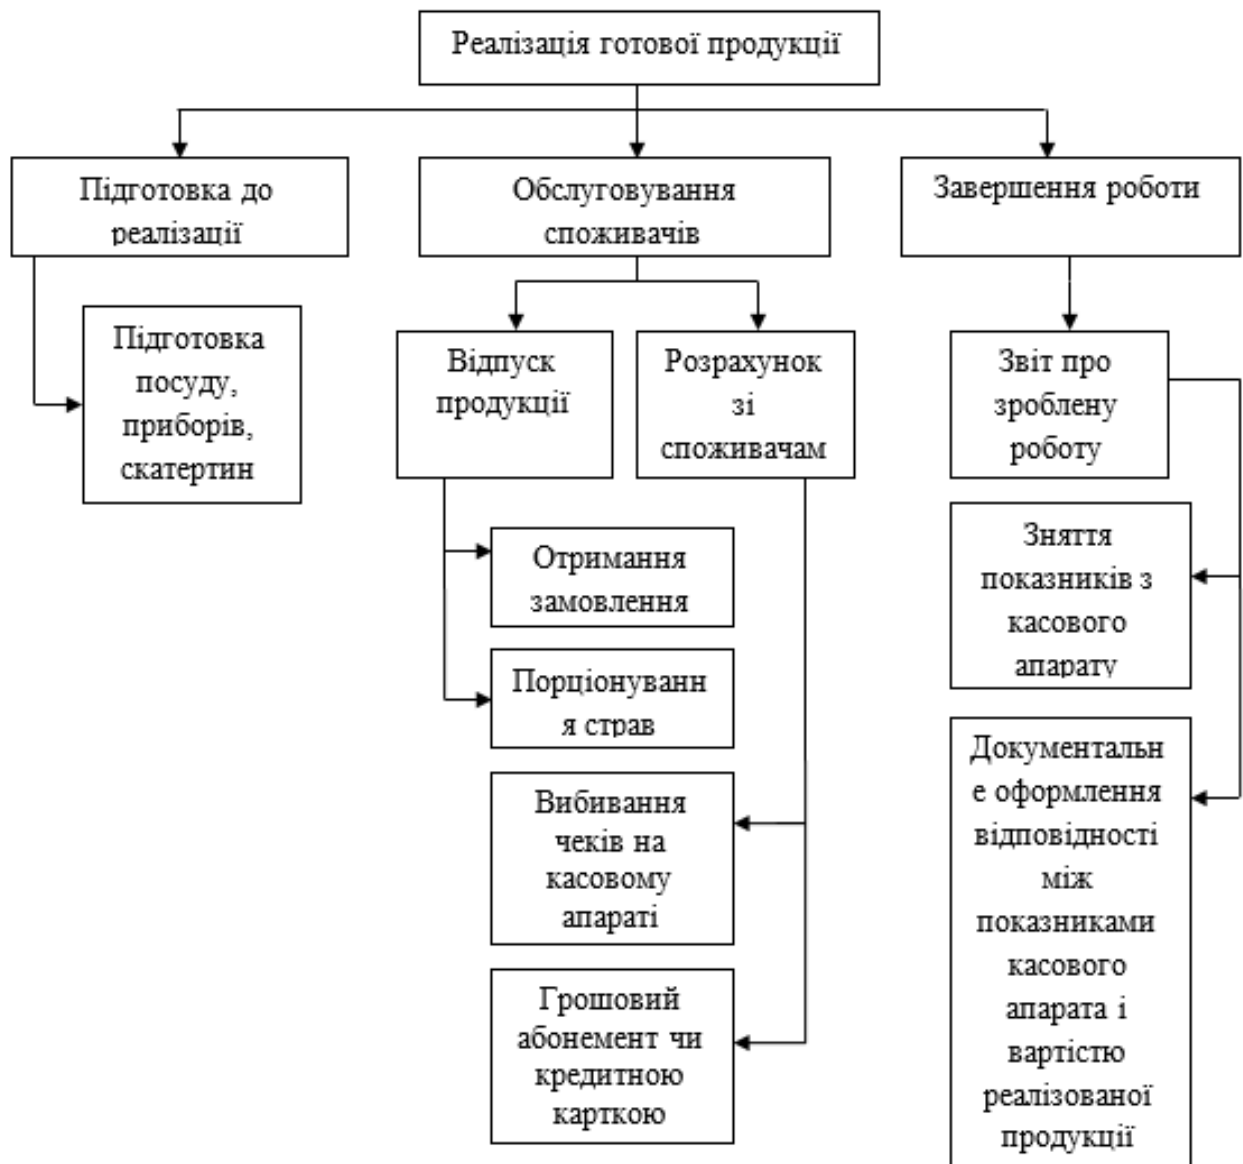 Реалізація готової продукції
Підготовка до
реалізації
Обслуговування
споживачів
Завершення роботи
Підготовка
посуду,
приборів,
скатертин
Відпуск
продукції
Розрахунок
зі
споживачам
Звіт про
зроблену
роботу
Отримання
замовлення
Порціонуванн
я страв
Вибивання
чеків на
касовому
апараті
Грошовий
абонемент чи
кредитною
карткою
Зняття
показників з
касового
апарату
Документальн
е оформлення
відповідності
між
показниками
касового
апарата і
вартістю
реалізованої
продукції